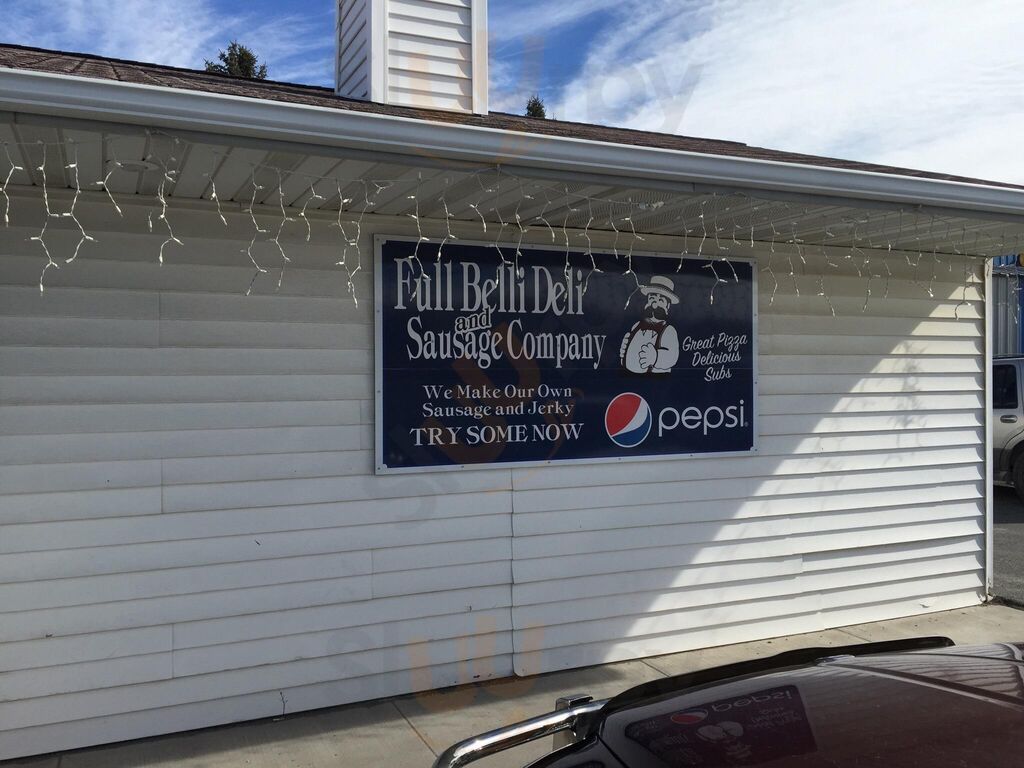 Full Belli Deli
and
Sausage Company
Great Pizza
Delicious
Subs
We Make Our Own
Sausage and Jerky
TRY SOME NOW
pepsi